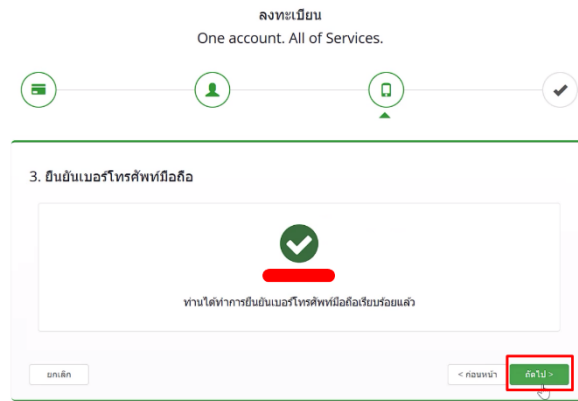 ลงทะเบียน
One account. All of Services.
3. ยืนยันเบอร์โทรศัพท์มือถือ
ท่านได้ทำการยืนยันเบอร์โทรศัพท์มือถือเรียบร้อยแล้ว
ยกเลิก
< ก่อนหน้า
ถัดไป >